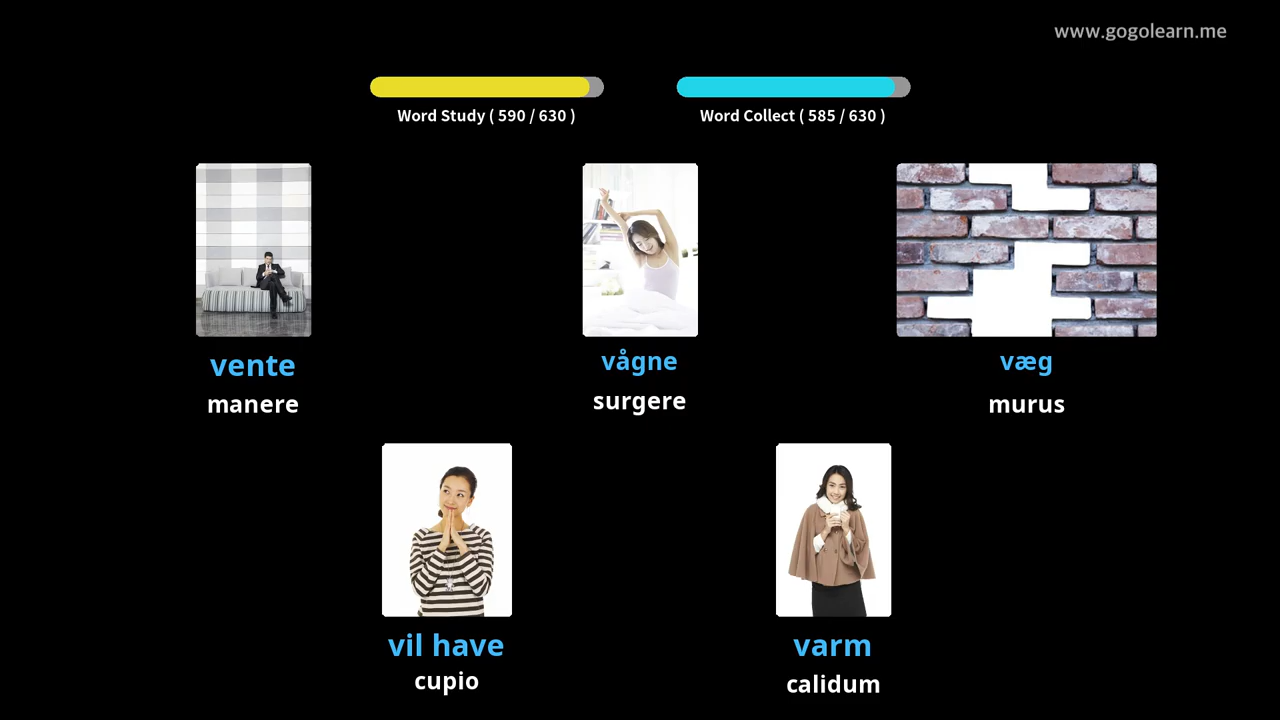 www.gogolearn.me
Word Study ( 590 / 630 )
Word Collect ( 585 / 630 )
vente
manere
vågne
surgere
væg
murus
vil have
cupio
varm
calidum